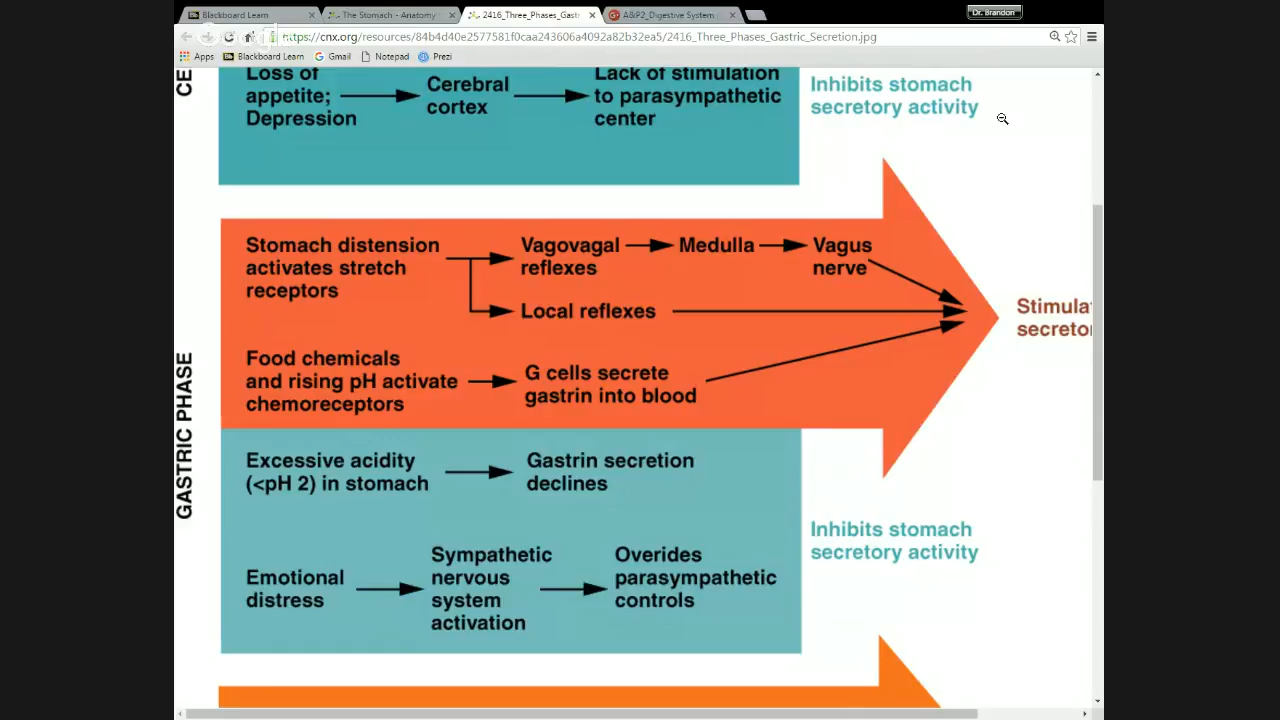 Blackboard Learn
The Stomach - Anatomy
2416_Three_Phases_Gast
A&P2_Digestive System
Dr. Brandon
https://cnx.org/resources/84b4d40e2577581f0caa243606a4092a82b32ea5/2416_Three_Phases_Gastric_Secretion.jpg
Apps
Blackboard Learn
Gmail
Notepad
Prezi
CE
Loss of
appetite;
Depression
Cerebral
cortex
Lack of stimulation
to parasympathetic
center
Inhibits stomach
secretory activity
GASTRIC PHASE
Stomach distension
activates stretch
receptors
Vagovagal
reflexes
Medulla
Vagus
nerve
Local reflexes
Food chemicals
and rising pH activate
chemoreceptors
G cells secrete
gastrin into blood
Stimula
secreto
Excessive acidity
(<pH 2) in stomach
Gastrin secretion
declines
Emotional
distress
Sympathetic
nervous
system
activation
Overides
parasympathetic
controls
Inhibits stomach
secretory activity